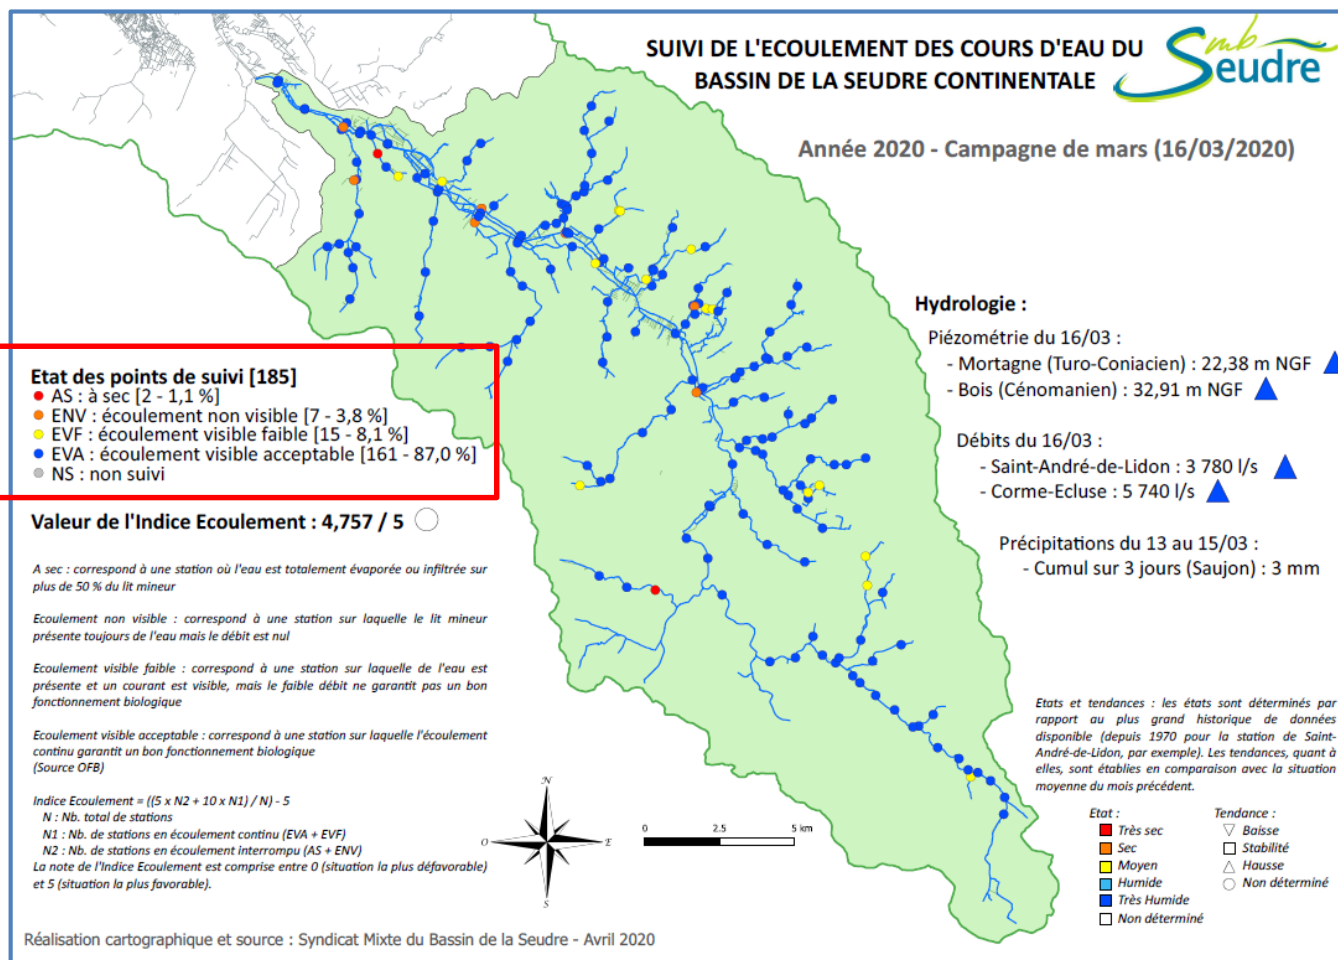 SUIVI DE L'ECOULEMENT DES COURS D'EAU DU
BASSIN DE LA SEUDRE CONTINENTALE
smb
Seudre
Année 2020 - Campagne de mars (16/03/2020)
Hydrologie :
Piézométrie du 16/03 :
- Mortagne (Turo-Coniacien) : 22,38 m NGF
- Bois (Cénomanien) : 32,91 m NGF
Débits du 16/03 :
- Saint-André-de-Lidon : 3 780 l/s
- Corme-Ecluse : 5 740 l/s
Précipitations du 13 au 15/03 :
- Cumul sur 3 jours (Saujon) : 3 mm
Etat des points de suivi [185]
AS : à sec [2 - 1,1 %]
ENV : écoulement non visible [7 - 3,8 %]
EVF : écoulement visible faible [15 - 8,1 %]
EVA : écoulement visible acceptable [161 - 87,0 %]
NS : non suivi
Valeur de l'Indice Ecoulement : 4,757 / 5
A sec : correspond à une station où l'eau est totalement évaporée ou infiltrée sur
plus de 50 % du lit mineur
Ecoulement non visible : correspond à une station sur laquelle le lit mineur
présente toujours de l'eau mais le débit est nul
Ecoulement visible faible : correspond à une station sur laquelle de l'eau est
présente et un courant est visible, mais le faible débit ne garantit pas un bon
fonctionnement biologique
Ecoulement visible acceptable : correspond à une station sur laquelle l'écoulement
continu garantit un bon fonctionnement biologique
(Source OFB)
Indice Ecoulement = ((5 x N2 + 10 x N1) / N) - 5
N : Nb. total de stations
N1 : Nb. de stations en écoulement continu (EVA + EVF)
N2 : Nb. de stations en écoulement interrompu (AS + ENV)
La note de l'Indice Ecoulement est comprise entre 0 (situation la plus défavorable)
et 5 (situation la plus favorable).
N
O
E
S
0 2.5 5 km
Etats et tendances : les états sont déterminés par
rapport au plus grand historique de données
disponible (depuis 1970 pour la station de Saint-
André-de-Lidon, par exemple). Les tendances, quant à
elles, sont établies en comparaison avec la situation
moyenne du mois précédent.
Etat :
Très sec
Sec
Moyen
Humide
Très Humide
Non déterminé
Tendance :
Baisse
Stabilité
Hausse
Non déterminé
Réalisation cartographique et source : Syndicat Mixte du Bassin de la Seudre - Avril 2020